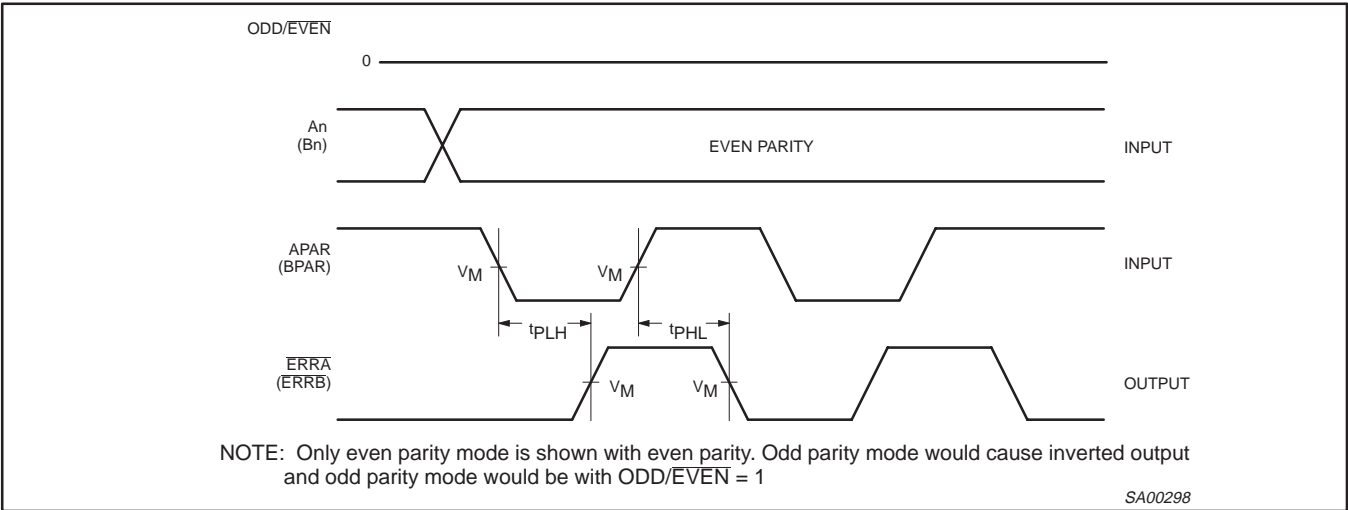 ODD/EVEN
0
An
(Bn)
EVEN PARITY
INPUT
APAR
(BPAR)
VM
VM
INPUT
tPLH
tPHL
ERRA
(ERRB)
VM
VM
OUTPUT
NOTE: Only even parity mode is shown with even parity. Odd parity mode would cause inverted output
and odd parity mode would be with ODD/EVEN = 1
SA00298